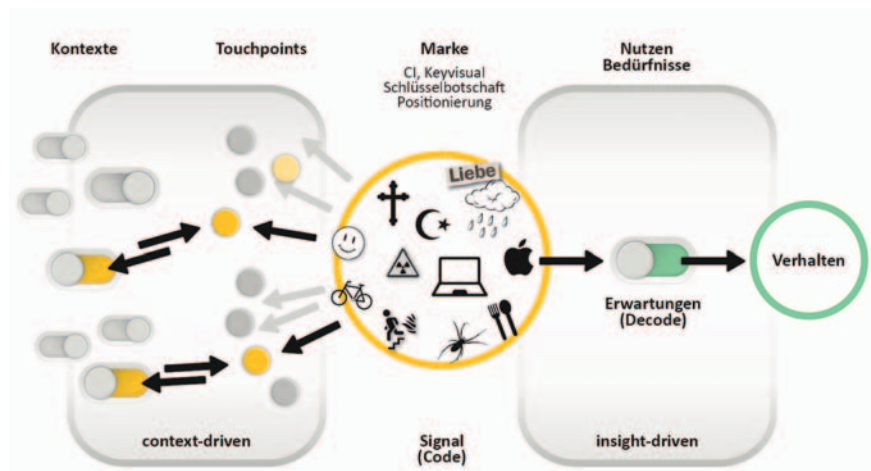 Kontexte
Touchpoints
Marke
CI, Keyvisual
Schlüsselbotschaft
Positionierung
Nutzen
Bedürfnisse
Liebe
Erwartungen
(Decode)
Verhalten
context-driven
Signal
(Code)
insight-driven